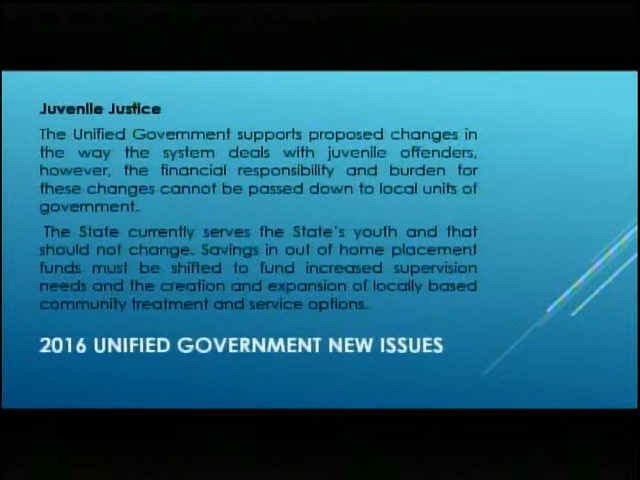 Juvenile Justice
The Unified Government supports proposed changes in
the way the system deals with juvenile offenders,
however, the financial responsibility and burden for
these changes cannot be passed down to local units of
government.
The State currently serves the State's youth and that
should not change. Savings in out of home placement
funds must be shifted to fund increased supervision
needs and the creation and expansion of locally based
community treatment and service options.
2016 UNIFIED GOVERNMENT NEW ISSUES